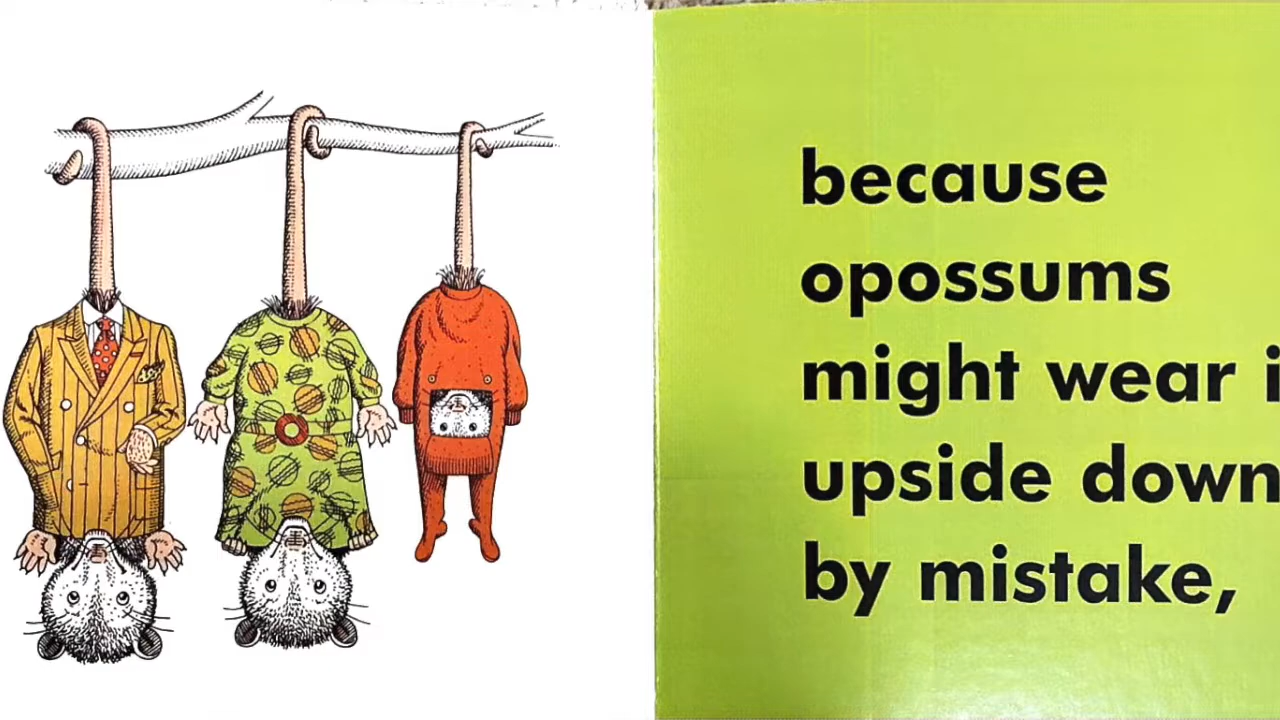 because
opossums
might wear i
upside down
by mistake,